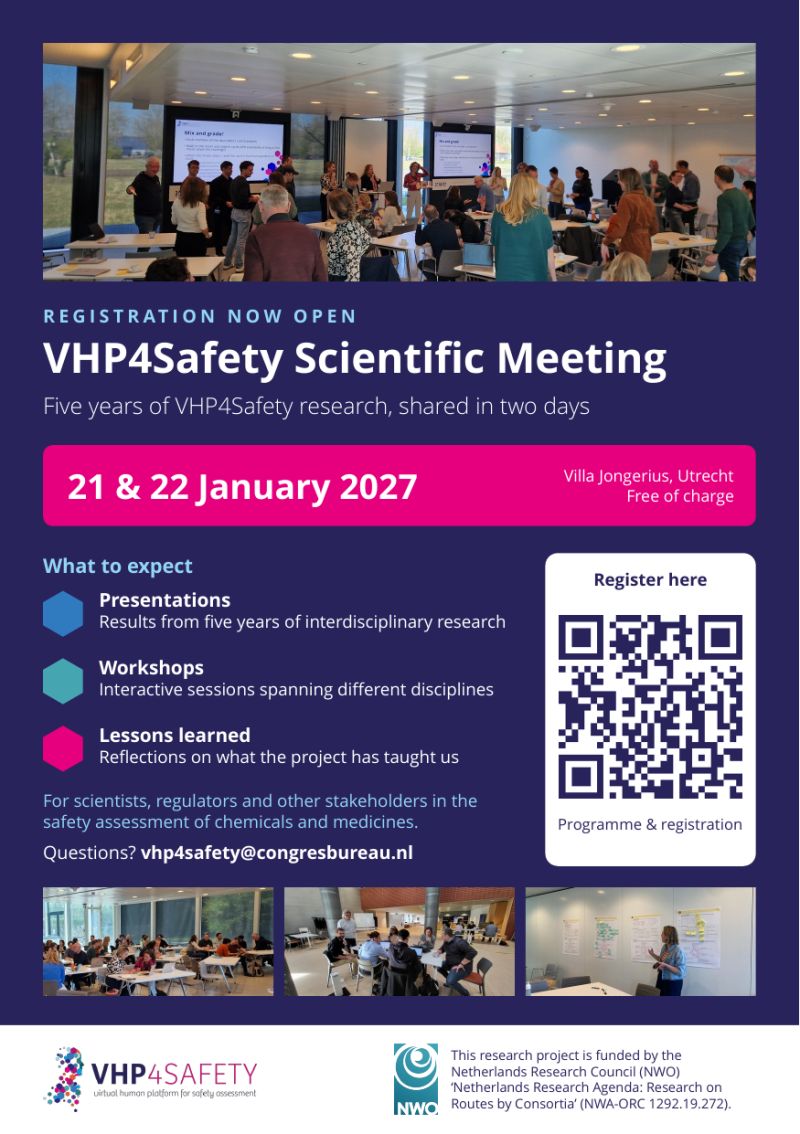 Mix and grade!
REGISTRATION NOW OPEN
VHP4Safety Scientific Meeting
Five years of VHP4Safety research, shared in two days
21 & 22 January 2027
Villa Jongerius, Utrecht
Free of charge
What to expect
Presentations
Results from five years of interdisciplinary research
Workshops
Interactive sessions spanning different disciplines
Lessons learned
Reflections on what the project has taught us
For scientists, regulators and other stakeholders in the
safety assessment of chemicals and medicines.
Questions? vhp4safety@congresbureau.nl
Register here
Programme & registration
VHP4SAFETY
virtual human platform for safety assessment
NWO
This research project is funded by the
Netherlands Research Council (NWO)
‘Netherlands Research Agenda: Research on
Routes by Consortia’ (NWA-ORC 1292.19.272).